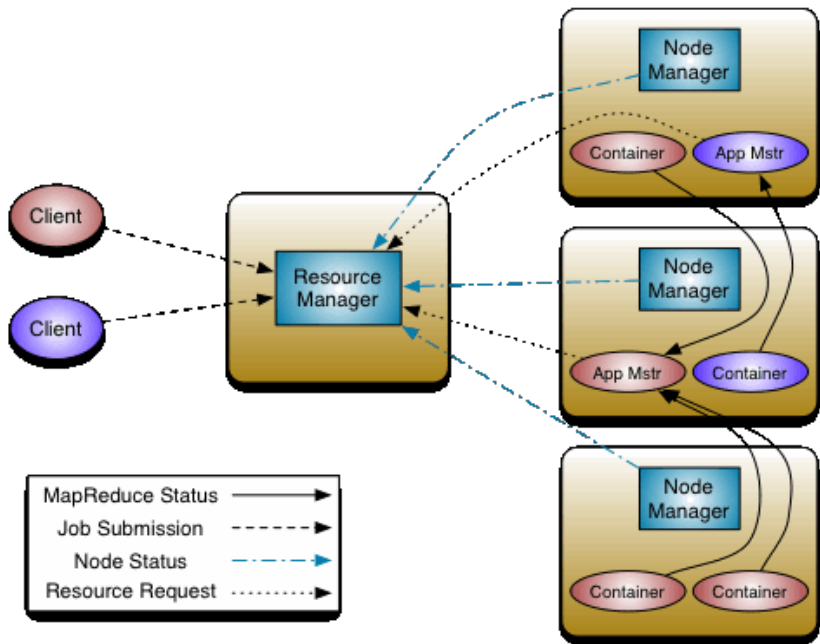 Node
Manager
Container
App Mstr
Client
Client
Resource
Manager
Node
Manager
App Mstr
Container
Node
Manager
Container
Container
MapReduce Status
Job Submission
Node Status
Resource Request